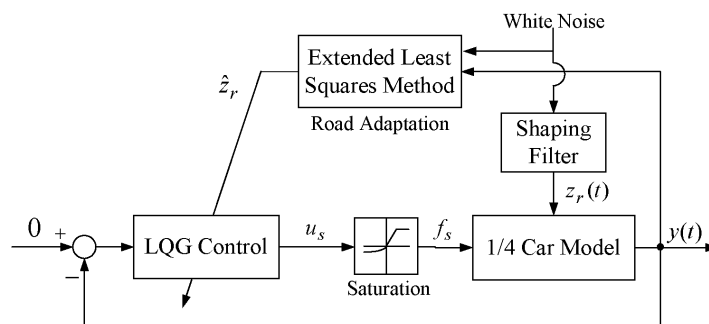 White Noise
Extended Least
Squares Method
ẑ_r
Road Adaptation
Shaping
Filter
z_r(t)
0
+
−
LQG Control
u_s
f_s
1/4 Car Model
y(t)
Saturation